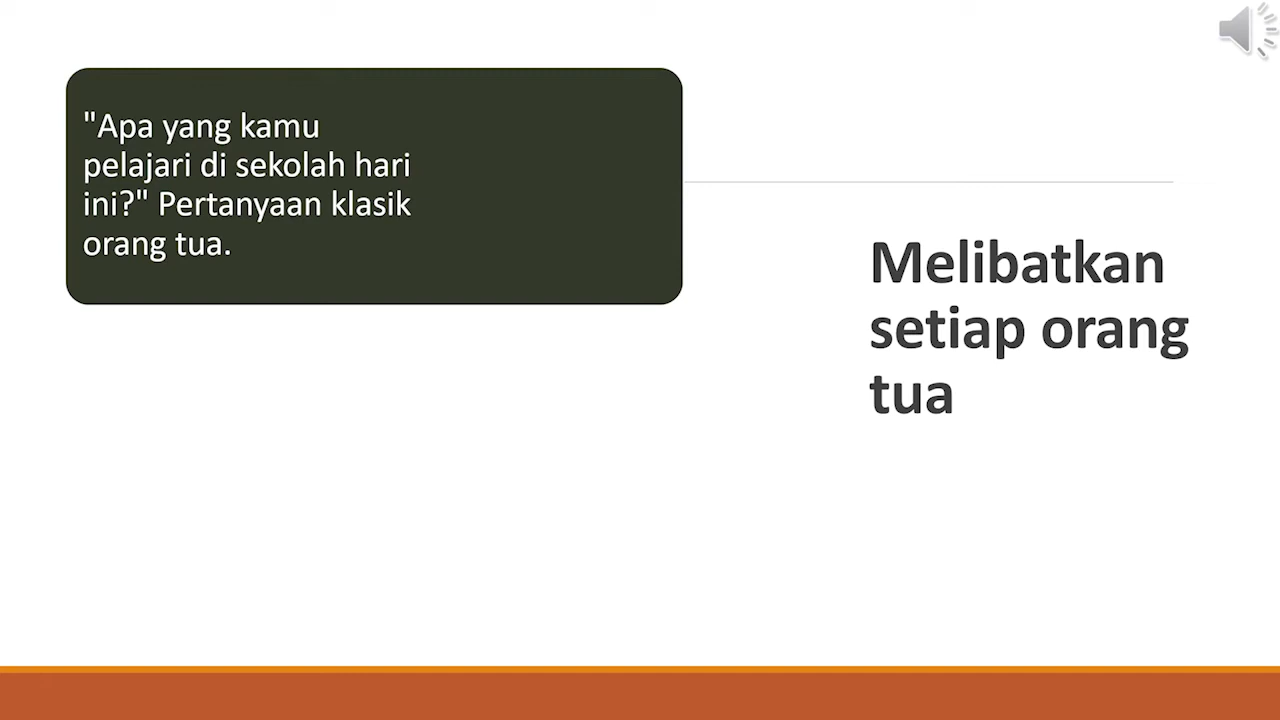 "Apa yang kamu
pelajari di sekolah hari
ini?" Pertanyaan klasik
orang tua.
Melibatkan
setiap orang
tua